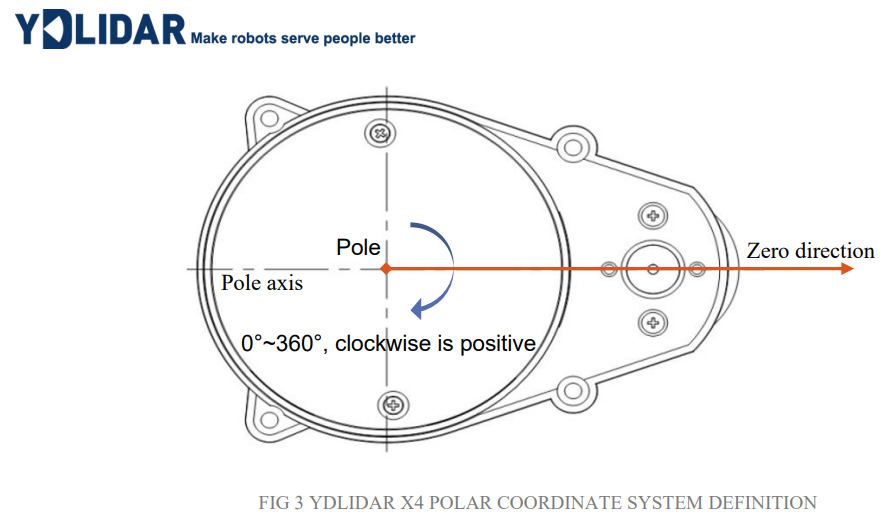 YDLIDAR Make robots serve people better
Pole
Zero direction
Pole axis
0°~360°, clockwise is positive
FIG 3 YDLIDAR X4 POLAR COORDINATE SYSTEM DEFINITION